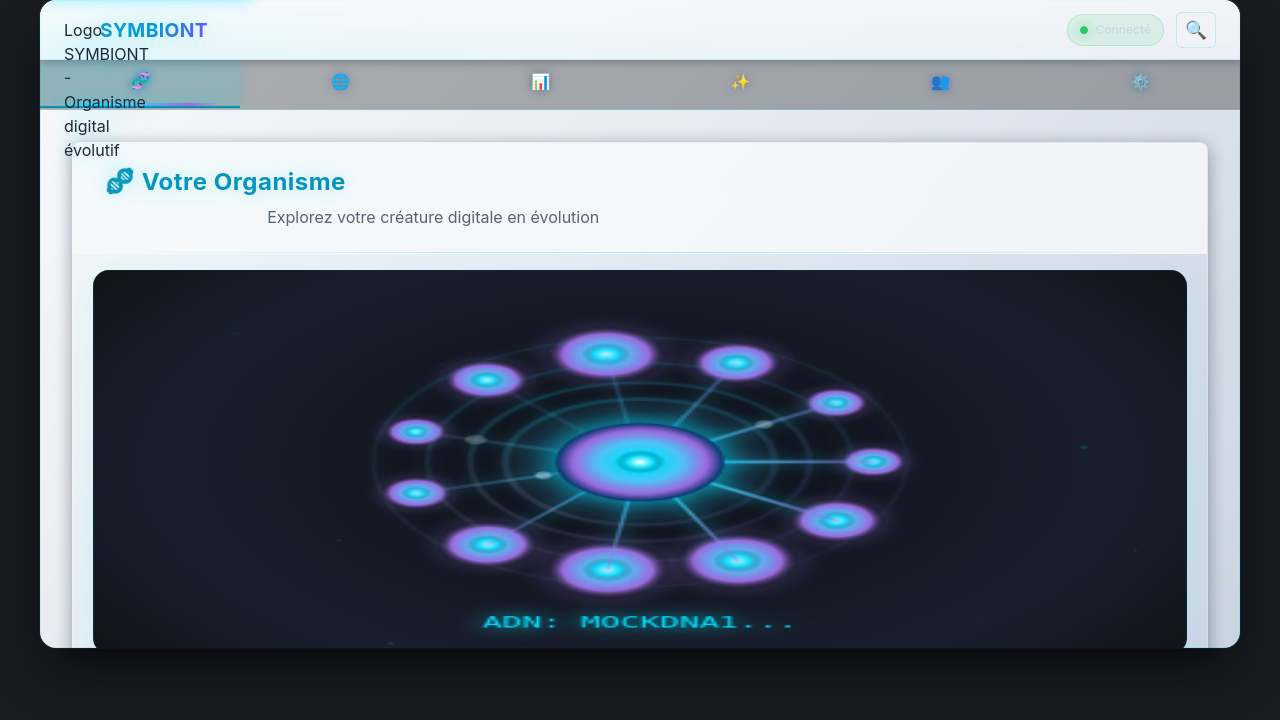 Logo
SYMBIONT
SYMBIONT
-
Organisme
digital
évolutif
Connecté
Votre Organisme
Explorez votre créature digitale en évolution
ADN: MOCKDNA1...